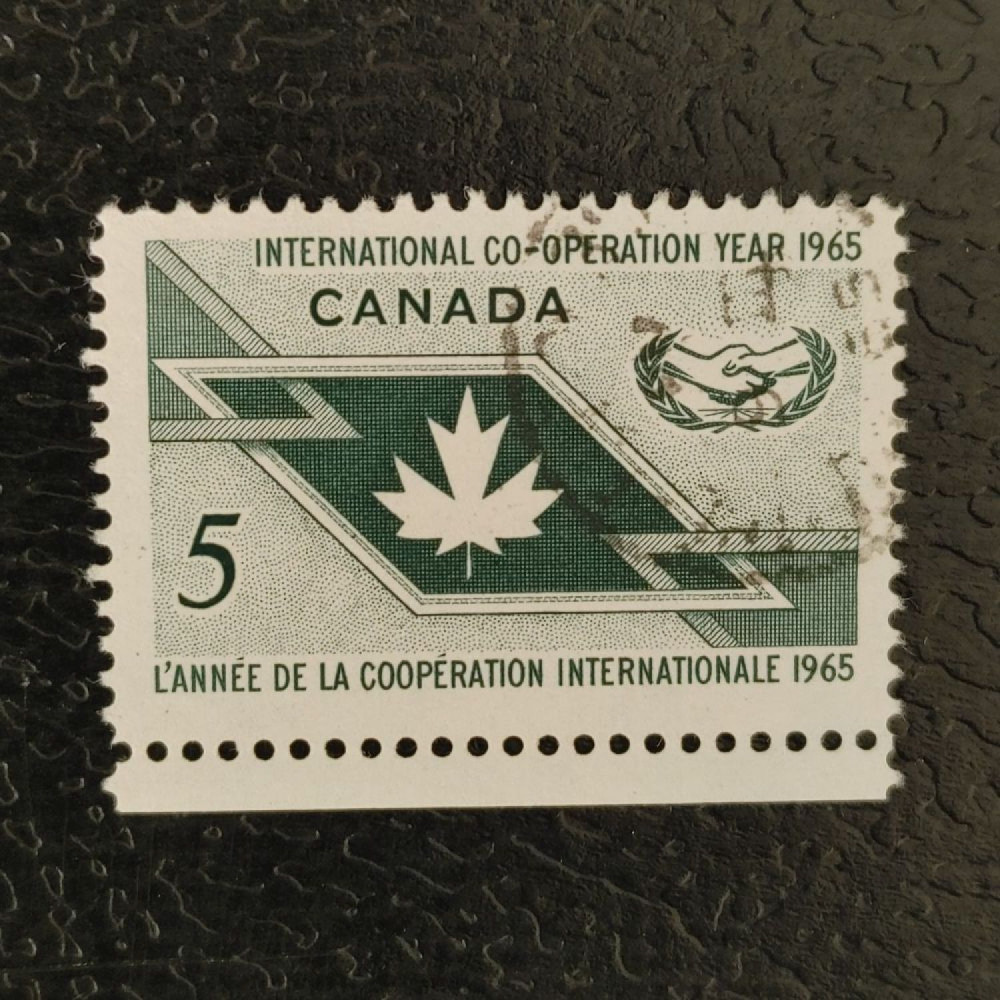 INTERNATIONAL CO-OPERATION YEAR 1965
CANADA
5
L'ANNÉE DE LA COOPÉRATION INTERNATIONALE 1965